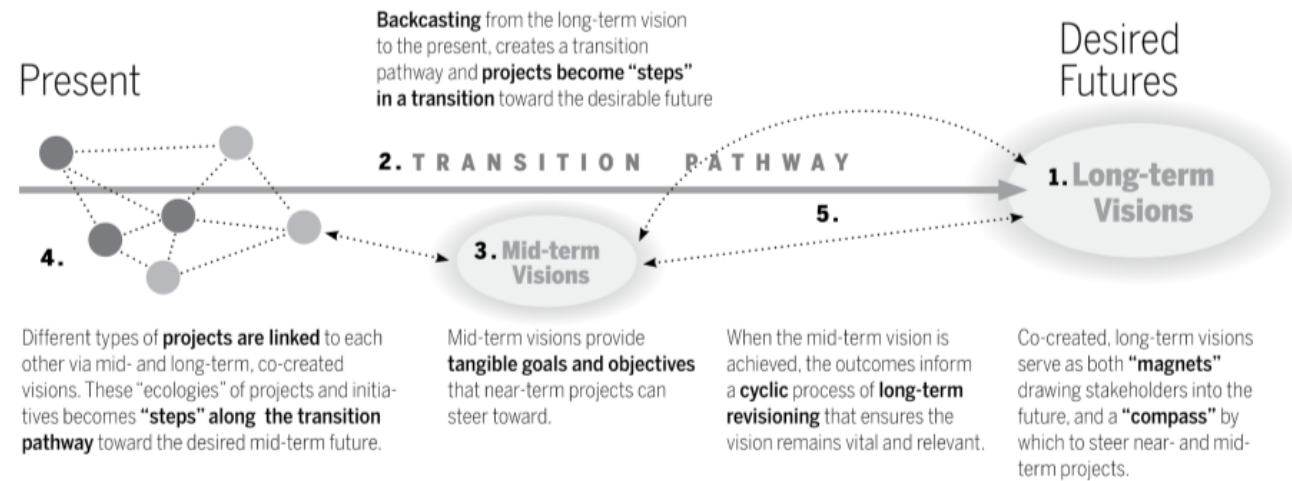 Backcasting from the long-term vision
to the present, creates a transition
pathway and projects become “steps”
in a transition toward the desirable future
Present
Desired
Futures
2. TRANSITION PATHWAY
1. Long-term
Visions
5.
3. Mid-term
Visions
4.
Different types of projects are linked to each
other via mid- and long-term, co-created
visions. These “ecologies” of projects and initia-
tives becomes “steps” along the transition
pathway toward the desired mid-term future.
Mid-term visions provide
tangible goals and objectives
that near-term projects can
steer toward.
When the mid-term vision is
achieved, the outcomes inform
a cyclic process of long-term
revisioning that ensures the
vision remains vital and relevant.
Co-created, long-term visions
serve as both “magnets”
drawing stakeholders into the
future, and a “compass” by
which to steer near- and mid-
term projects.